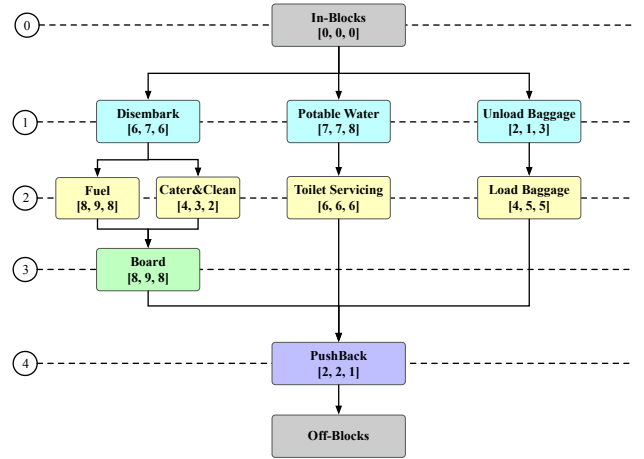 0
In-Blocks
[0, 0, 0]
1
Disembark
[6, 7, 6]
Potable Water
[7, 7, 8]
Unload Baggage
[2, 1, 3]
2
Fuel
[8, 9, 8]
Cater&Clean
[4, 3, 2]
Toilet Servicing
[6, 6, 6]
Load Baggage
[4, 5, 5]
3
Board
[8, 9, 8]
4
PushBack
[2, 2, 1]
Off-Blocks